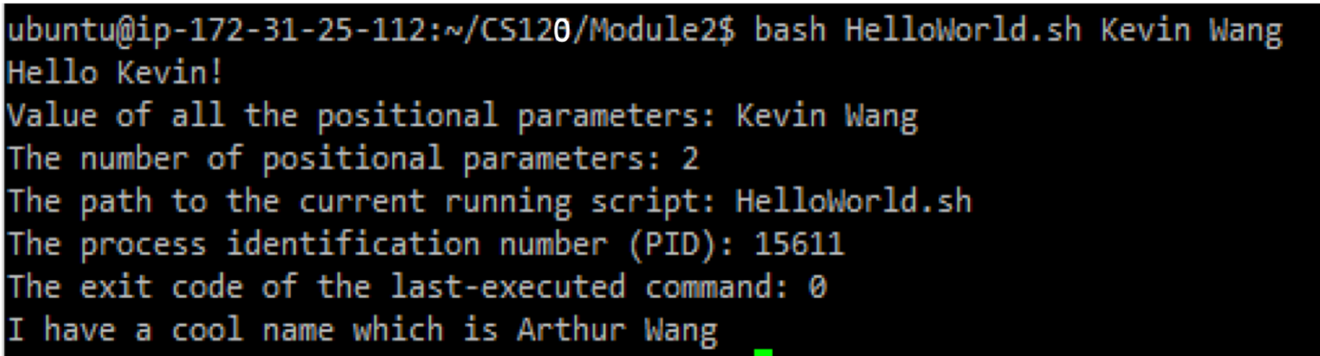 ubuntu@ip-172-31-25-112:~/CS120/Module2$ bash HelloWorld.sh Kevin Wang
Hello Kevin!
Value of all the positional parameters: Kevin Wang
The number of positional parameters: 2
The path to the current running script: HelloWorld.sh
The process identification number (PID): 15611
The exit code of the last-executed command: 0
I have a cool name which is Arthur Wang